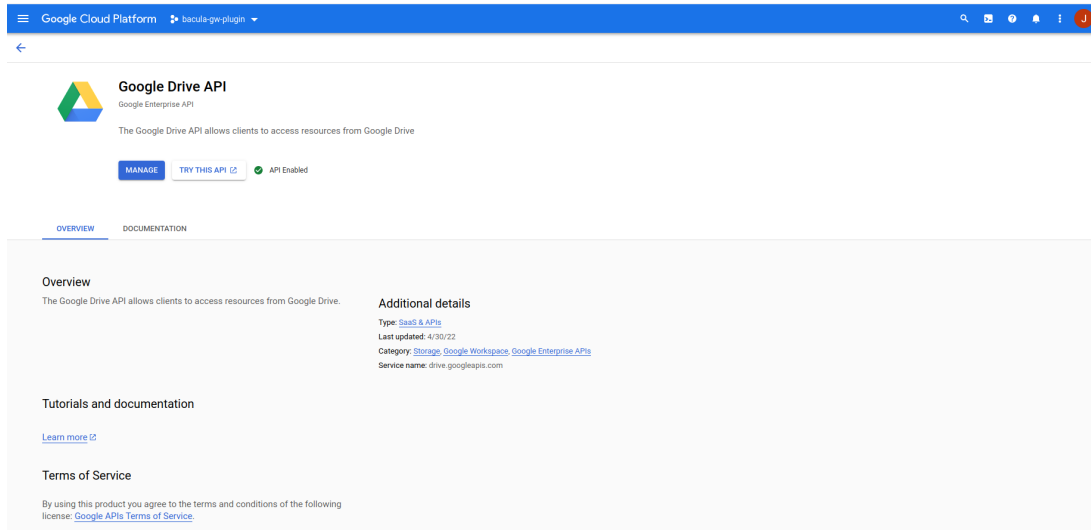 Google Cloud Platform bacula-gw-plugin J
Google Drive API
Google Enterprise API
The Google Drive API allows clients to access resources from Google Drive
MANAGE TRY THIS API API Enabled
OVERVIEW DOCUMENTATION
Overview
The Google Drive API allows clients to access resources from Google Drive.
Additional details
Type: SaaS & APIs
Last updated: 4/30/22
Category: Storage, Google Workspace, Google Enterprise APIs
Service name: drive.googleapis.com
Tutorials and documentation
Learn more
Terms of Service
By using this product you agree to the terms and conditions of the following
license: Google APIs Terms of Service.